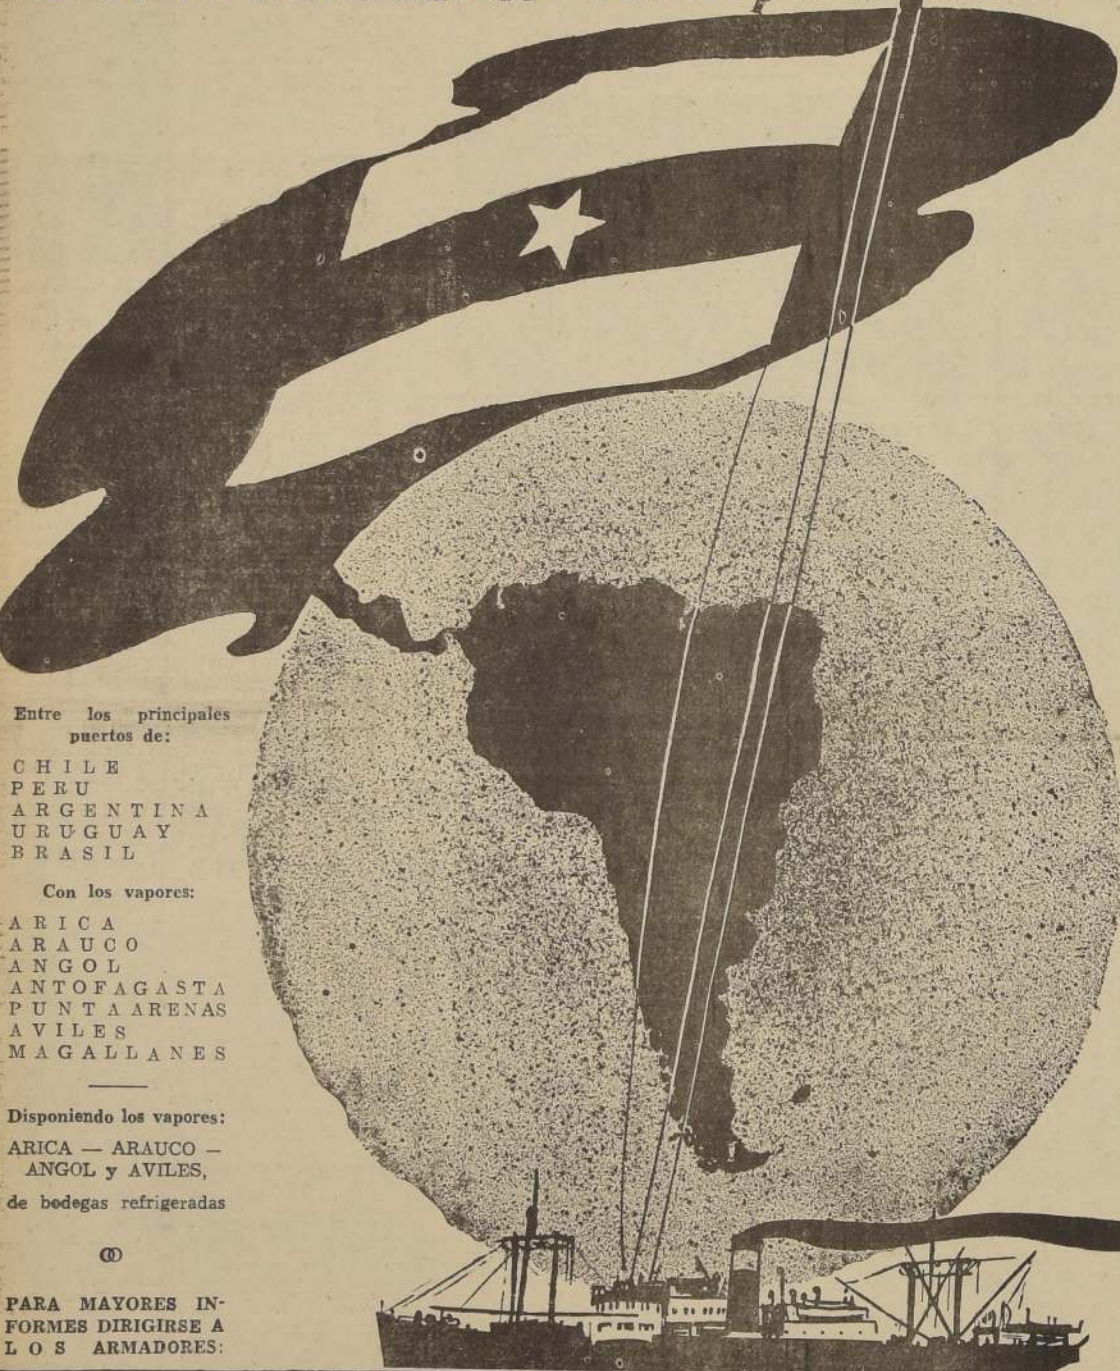 Entre los principales
puertos de:
CHILE
PERU
ARGENTINA
URUGUAY
BRASIL
Con los vapores:
ARICA
ARAUCO
ANGOL
ANTOFAGASTA
PUNTA ARENAS
AVILES
MAGALLANES
Disponiendo los vapores:
ARICA — ARAUCO —
ANGOL y AVILES,
de bodegas refrigeradas
PARA MAYORES IN-
FORMES DIRIGIRSE A
LOS ARMADORES: